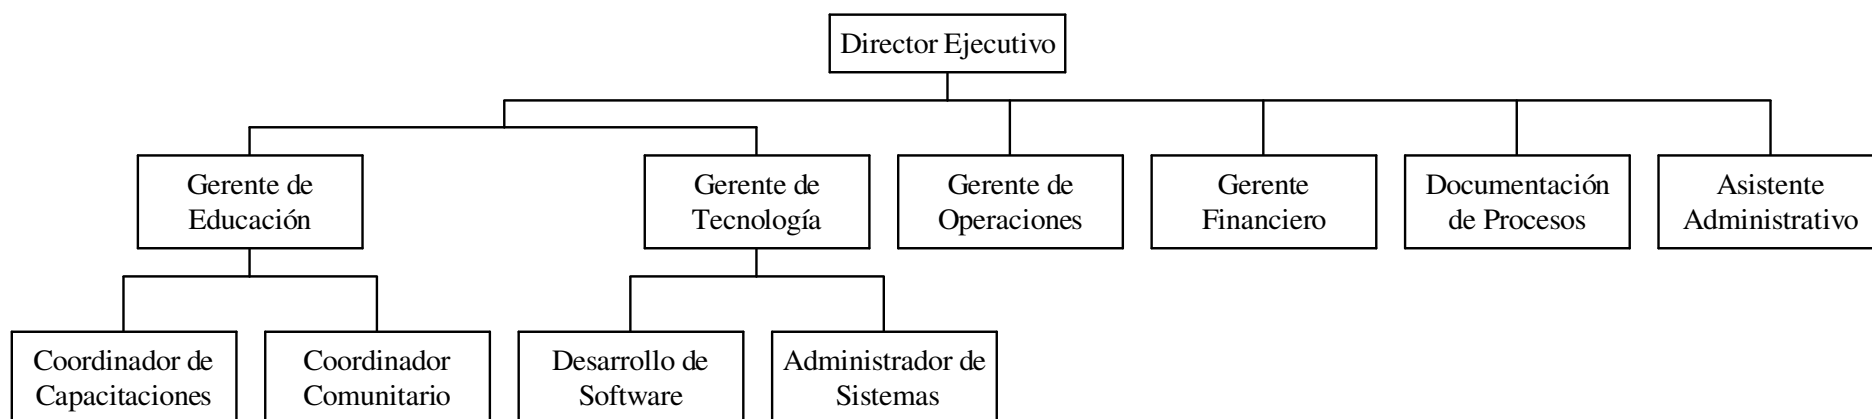 Director Ejecutivo
Gerente de
Educación
Gerente de
Tecnología
Gerente de
Operaciones
Gerente
Financiero
Documentación
de Procesos
Asistente
Administrativo
Coordinador de
Capacitaciones
Coordinador
Comunitario
Desarrollo de
Software
Administrador de
Sistemas